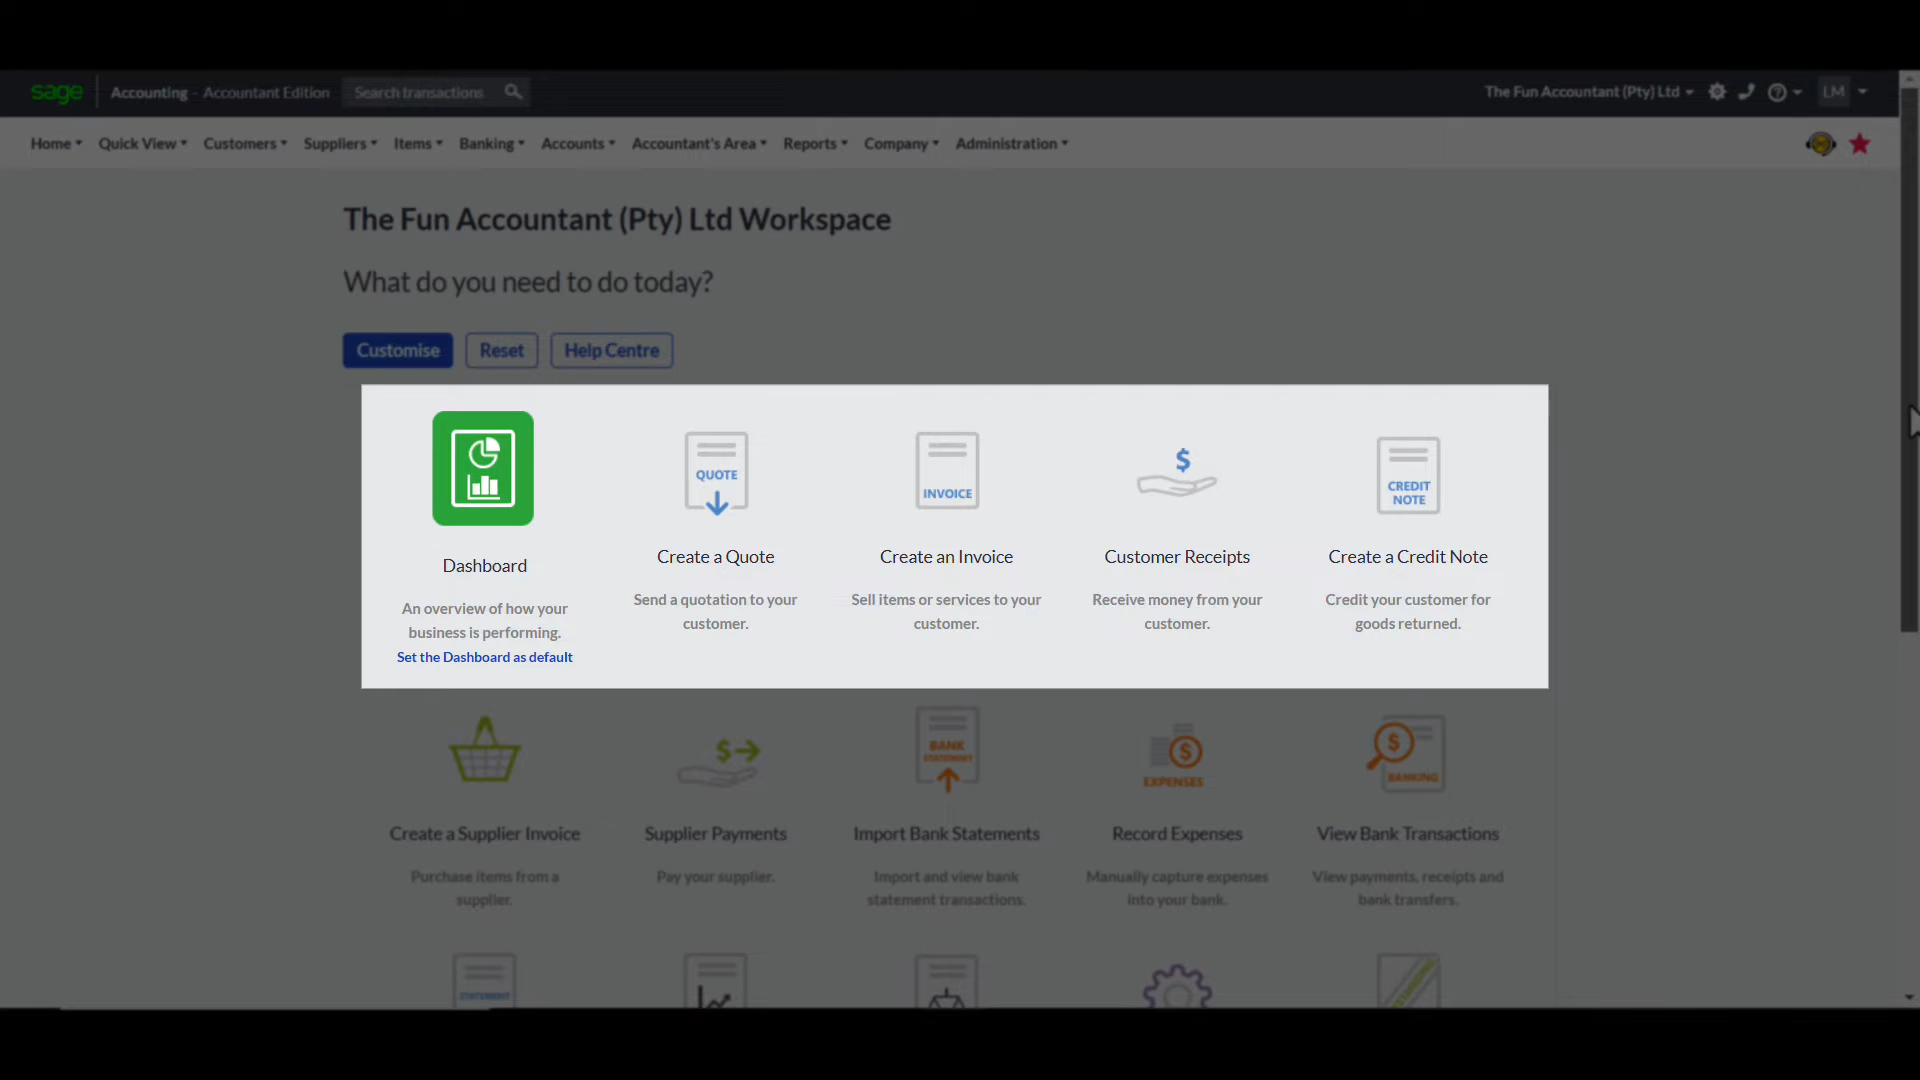 sage Accounting - Accountant Edition Search transactions The Fun Accountant (Pty) Ltd LM
Home Quick View Customers Suppliers Items Banking Accounts Accountant's Area Reports Company Administration
The Fun Accountant (Pty) Ltd Workspace
What do you need to do today?
Customise Reset Help Centre
QUOTE
INVOICE
$
CREDIT
NOTE
Dashboard
An overview of how your
business is performing.
Set the Dashboard as default
Create a Quote
Send a quotation to your
customer.
Create an Invoice
Sell items or services to your
customer.
Customer Receipts
Receive money from your
customer.
Create a Credit Note
Credit your customer for
goods returned.
$
BANK
STATEMENT
$
EXPENSES
$
BANKING
Create a Supplier Invoice
Purchase items from a
supplier.
Supplier Payments
Pay your supplier.
Import Bank Statements
Import and view bank
statement transactions.
Record Expenses
Manually capture expenses
into your bank.
View Bank Transactions
View payments, receipts and
bank transfers.
STATEMENT